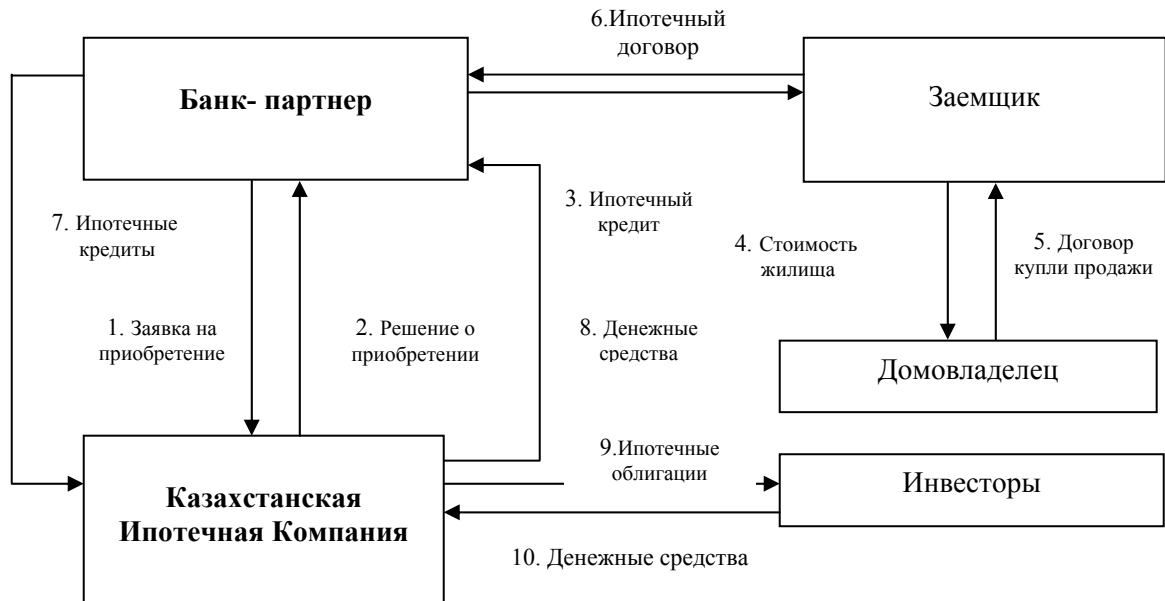 6.Ипотечный
договор
Банк- партнер
Заемщик
7. Ипотечные
кредиты
3. Ипотечный
кредит
4. Стоимость
жилища
5. Договор
купли продажи
1. Заявка на
приобретение
2. Решение о
приобретении
8. Денежные
средства
Домовладелец
9.Ипотечные
облигации
Инвесторы
Казахстанская
Ипотечная Компания
10. Денежные средства